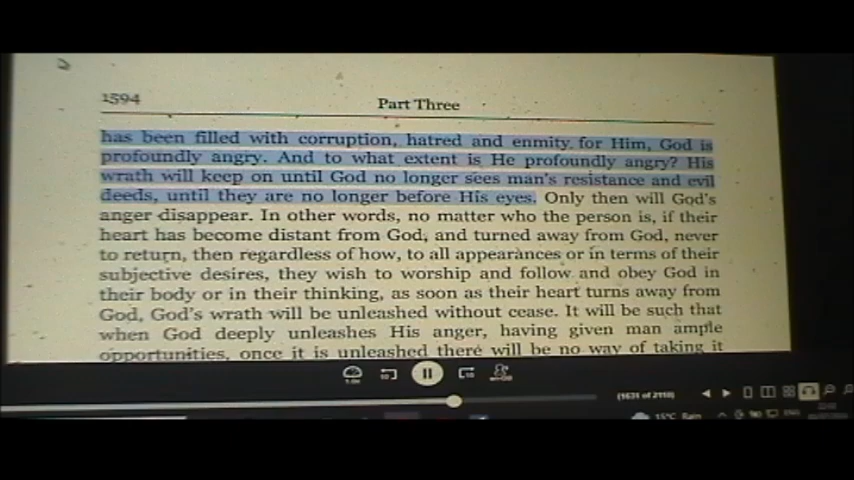 1594
Part Three
has been filled with corruption, hatred and enmity for Him, God is
profoundly angry. And to what extent is He profoundly angry? His
wrath will keep on until God no longer sees man's resistance and evil
deeds, until they are no longer before His eyes. Only then will God's
anger disappear. In other words, no matter who the person is, if their
heart has become distant from God, and turned away from God, never
to return, then regardless of how, to all appearances or in terms of their
subjective desires, they wish to worship and follow and obey God in
their body or in their thinking, as soon as their heart turns away from
God, God's wrath will be unleashed without cease. It will be such that
when God deeply unleashes His anger, having given man ample
opportunities, once it is unleashed there will be no way of taking it
10
10
(1631 of 2110)
15°C Rain